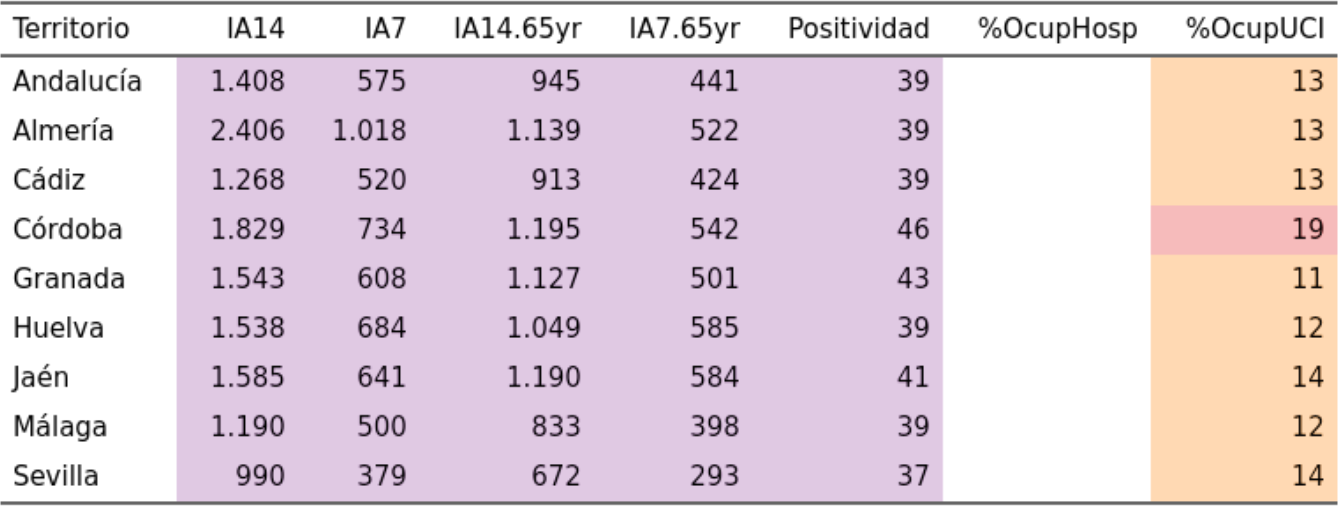 Territorio IA14 IA7 IA14.65yr IA7.65yr Positividad %OcupHosp %OcupUCI
Andalucía 1.408 575 945 441 39 13
Almería 2.406 1.018 1.139 522 39 13
Cádiz 1.268 520 913 424 39 13
Córdoba 1.829 734 1.195 542 46 19
Granada 1.543 608 1.127 501 43 11
Huelva 1.538 684 1.049 585 39 12
Jaén 1.585 641 1.190 584 41 14
Málaga 1.190 500 833 398 39 12
Sevilla 990 379 672 293 37 14